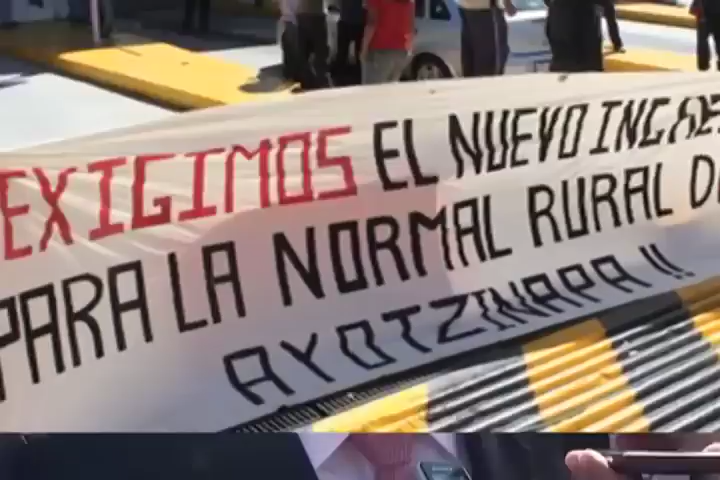 EXIGIMOS EL NUEVO
PARA LA NORMAL RURAL
AYOTZINAPA !!